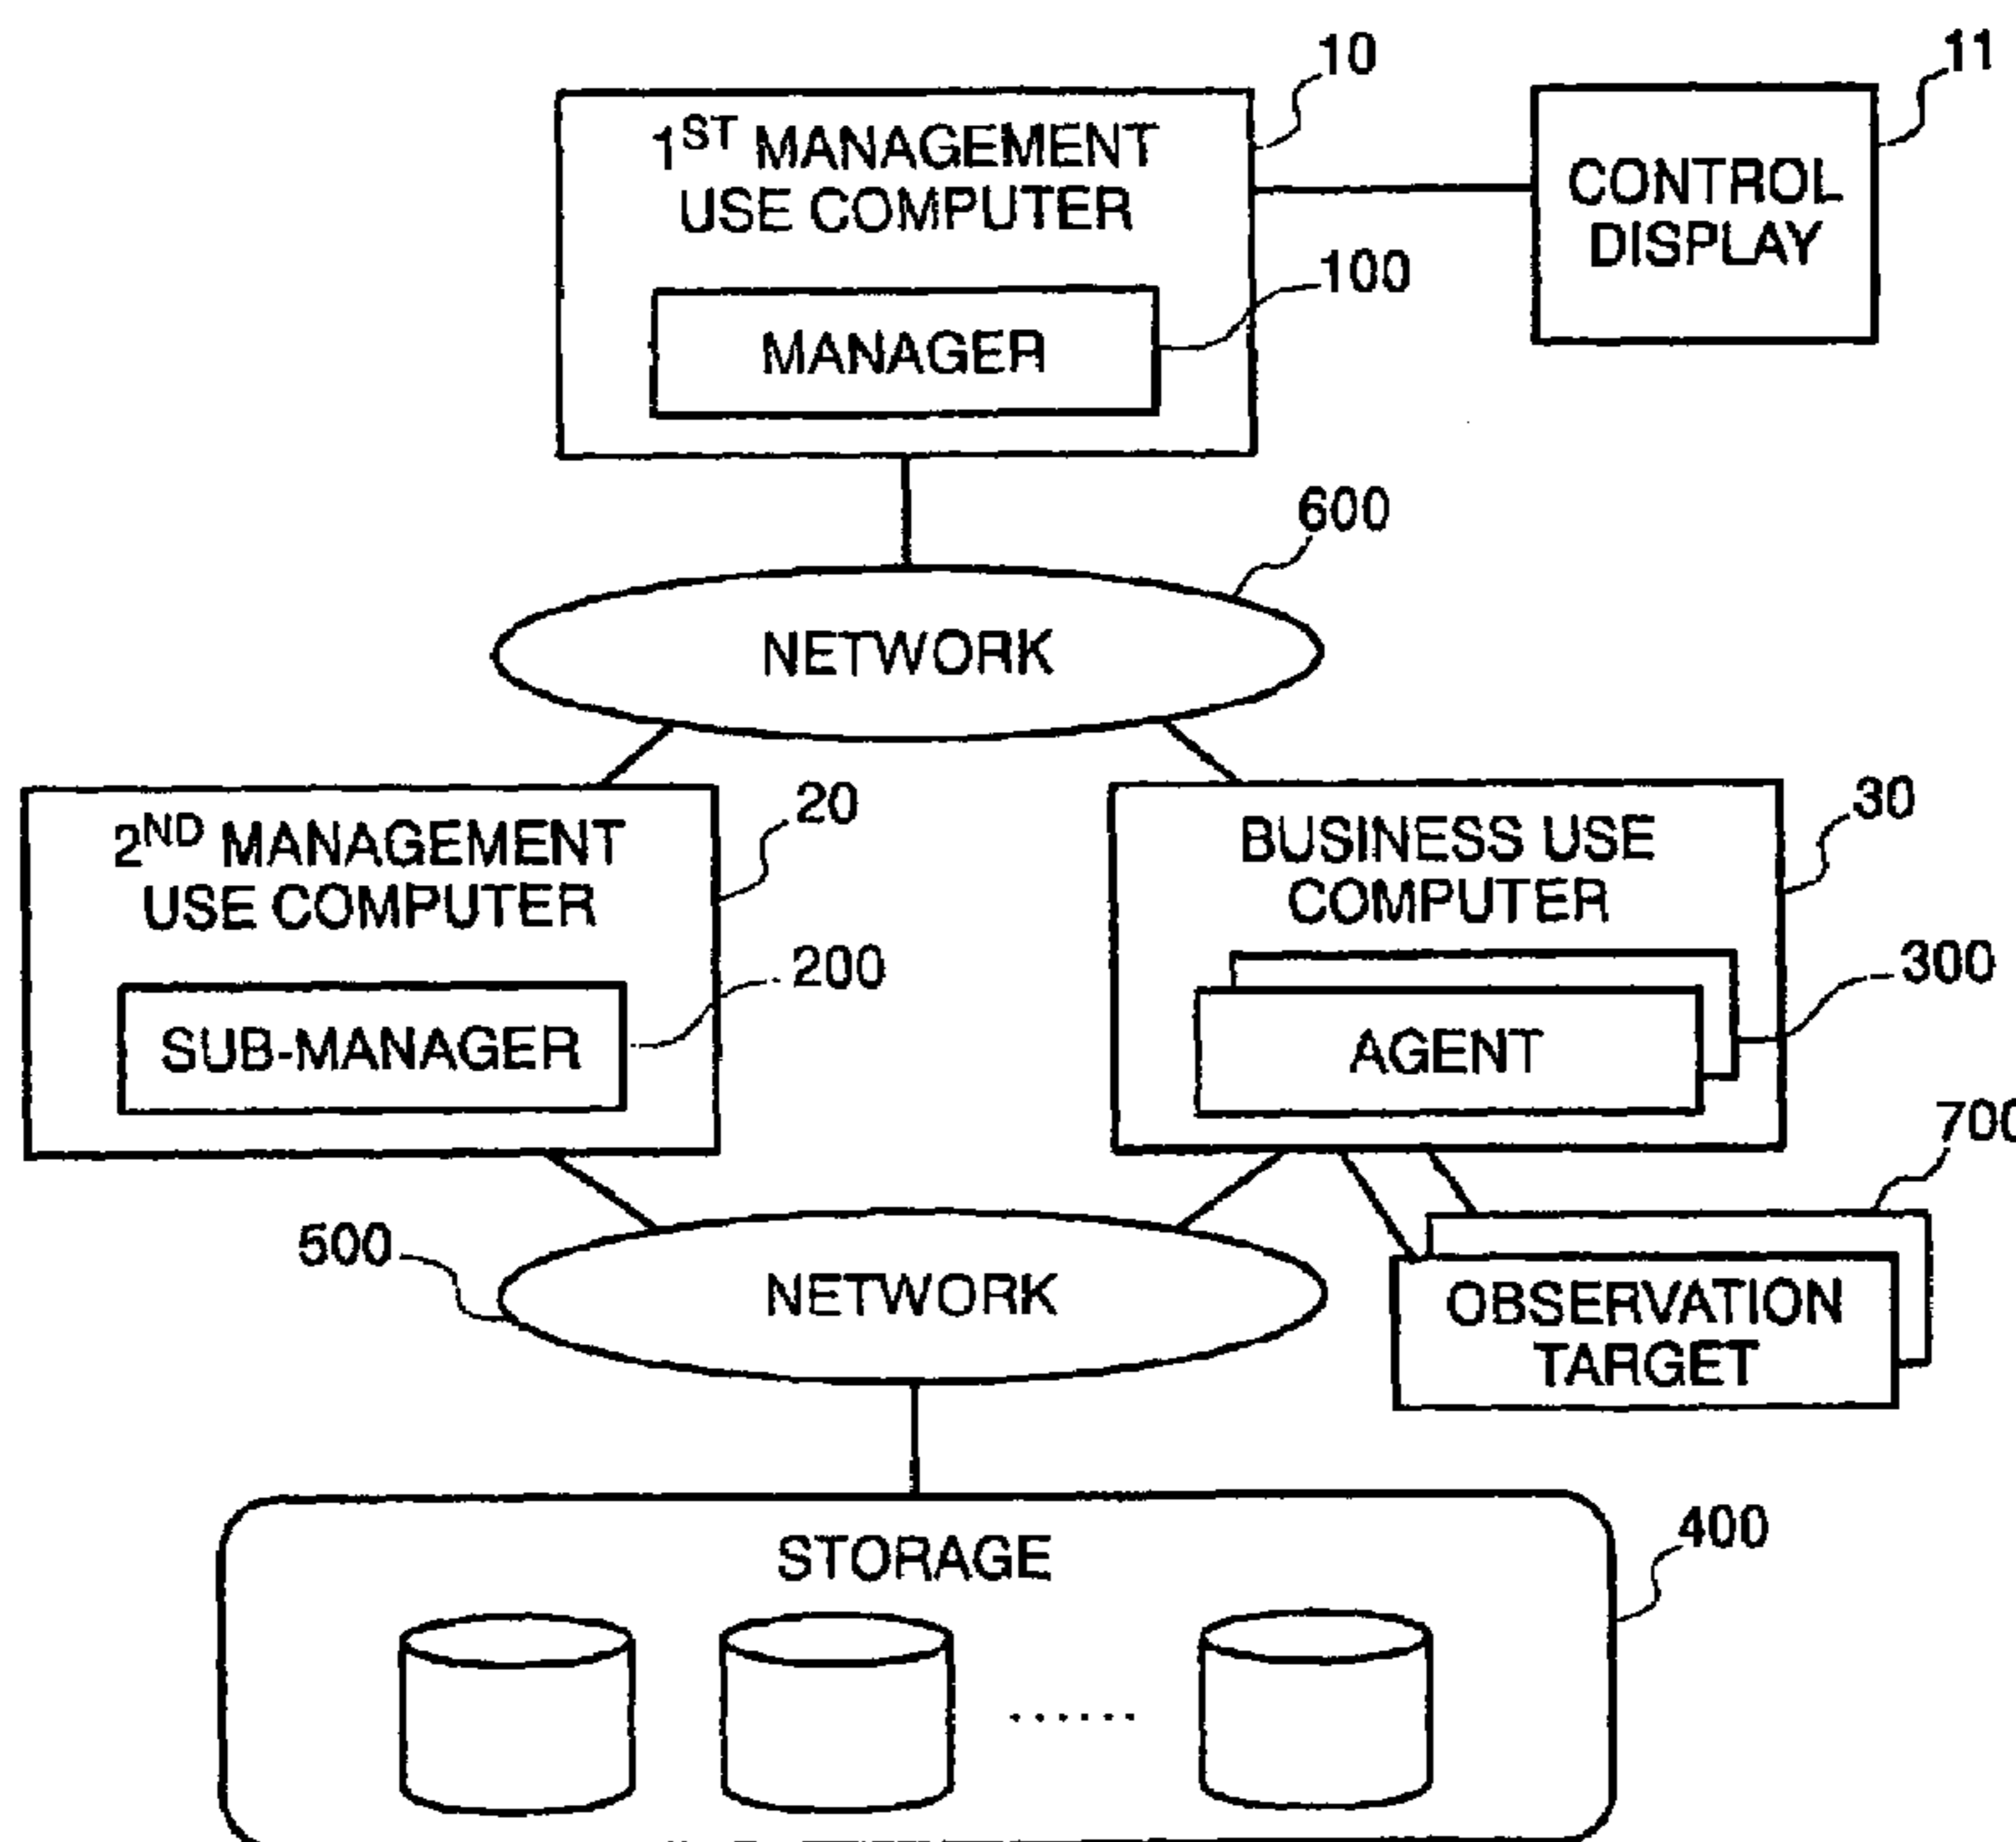 10
11
1ST MANAGEMENT
USE COMPUTER
CONTROL
DISPLAY
100
MANAGER
600
NETWORK
20
30
2ND MANAGEMENT
USE COMPUTER
BUSINESS USE
COMPUTER
200
300
SUB-MANAGER
AGENT
700
500
NETWORK
OBSERVATION
TARGET
STORAGE
400
......